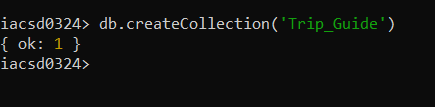 iacsd0324> db.createCollection('Trip_Guide')
{ ok: 1 }
iacsd0324>